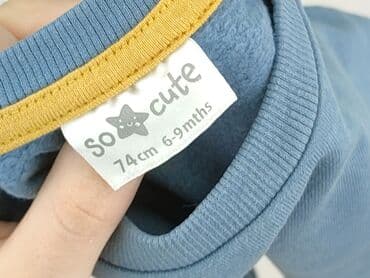 so cute
74cm 6-9mths